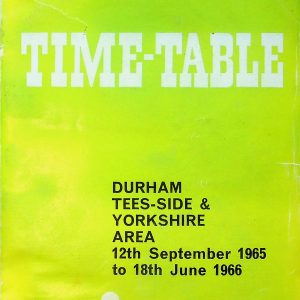 TIME-TABLE
DURHAM
TEES-SIDE &
YORKSHIRE
AREA
12th September 1965
to 18th June 1966